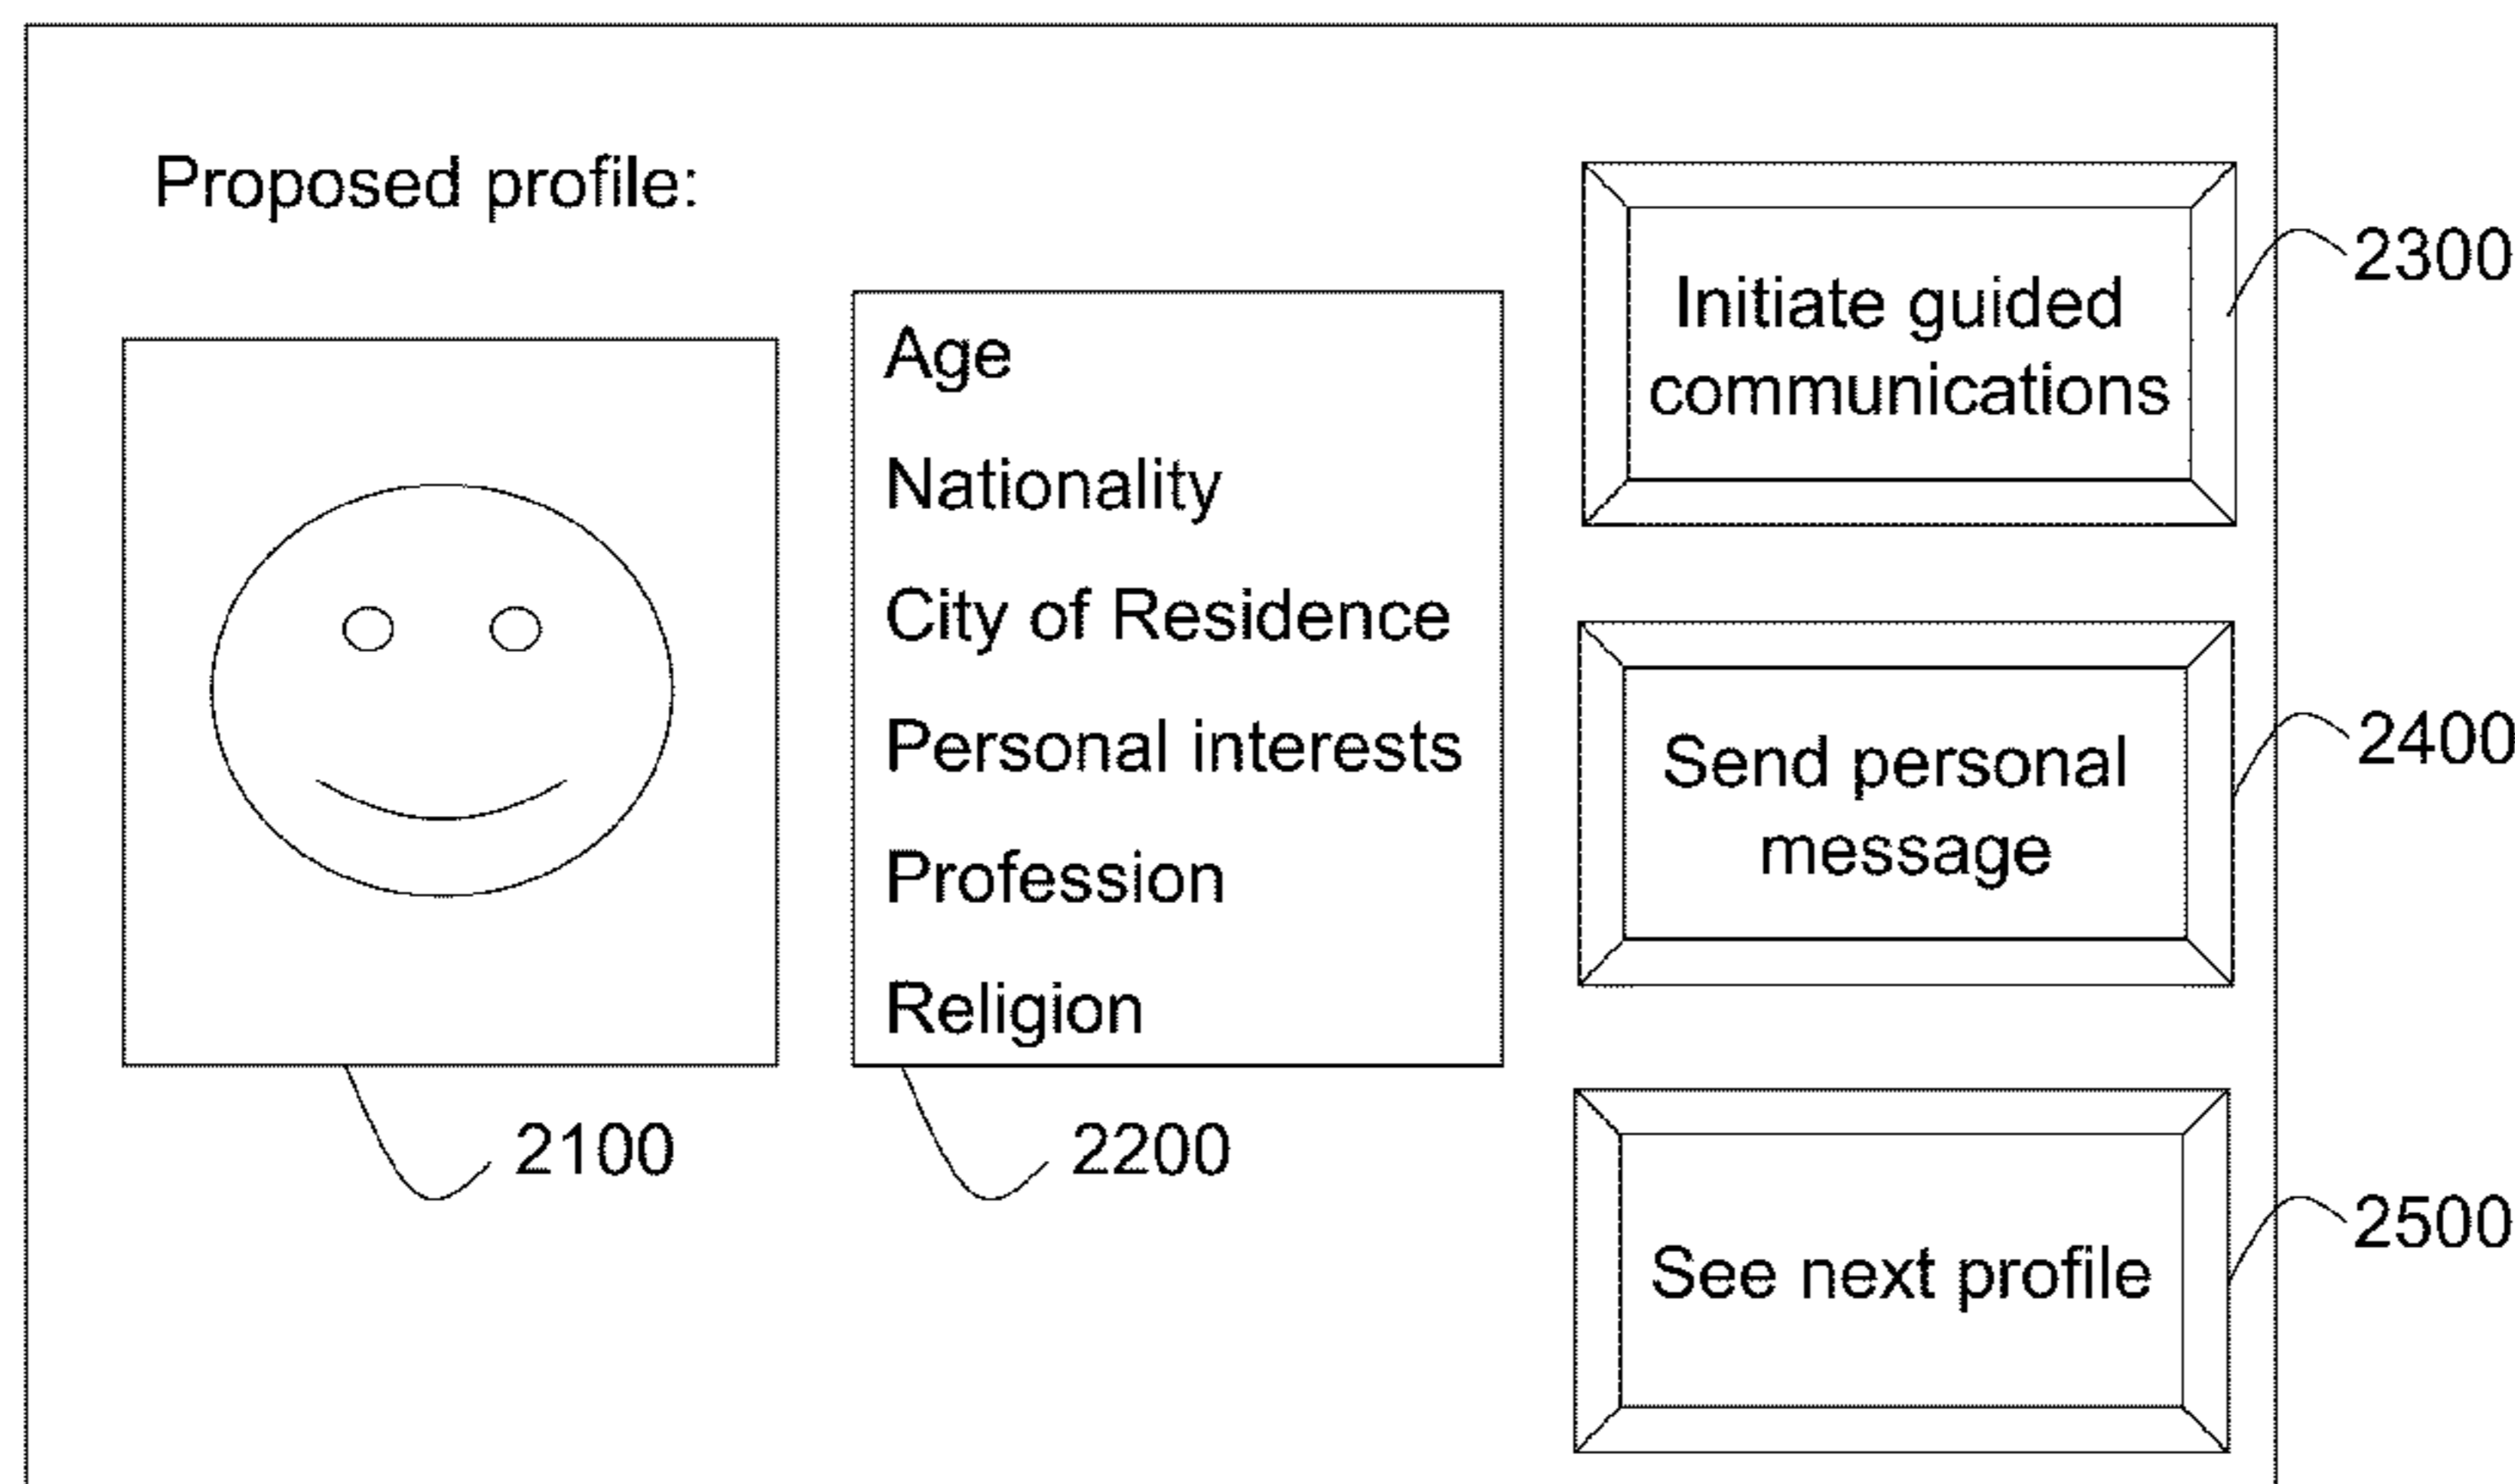 Proposed profile:
Age
Nationality
City of Residence
Personal interests
Profession
Religion
2100
2200
Initiate guided
communications
2300
Send personal
message
2400
See next profile
2500